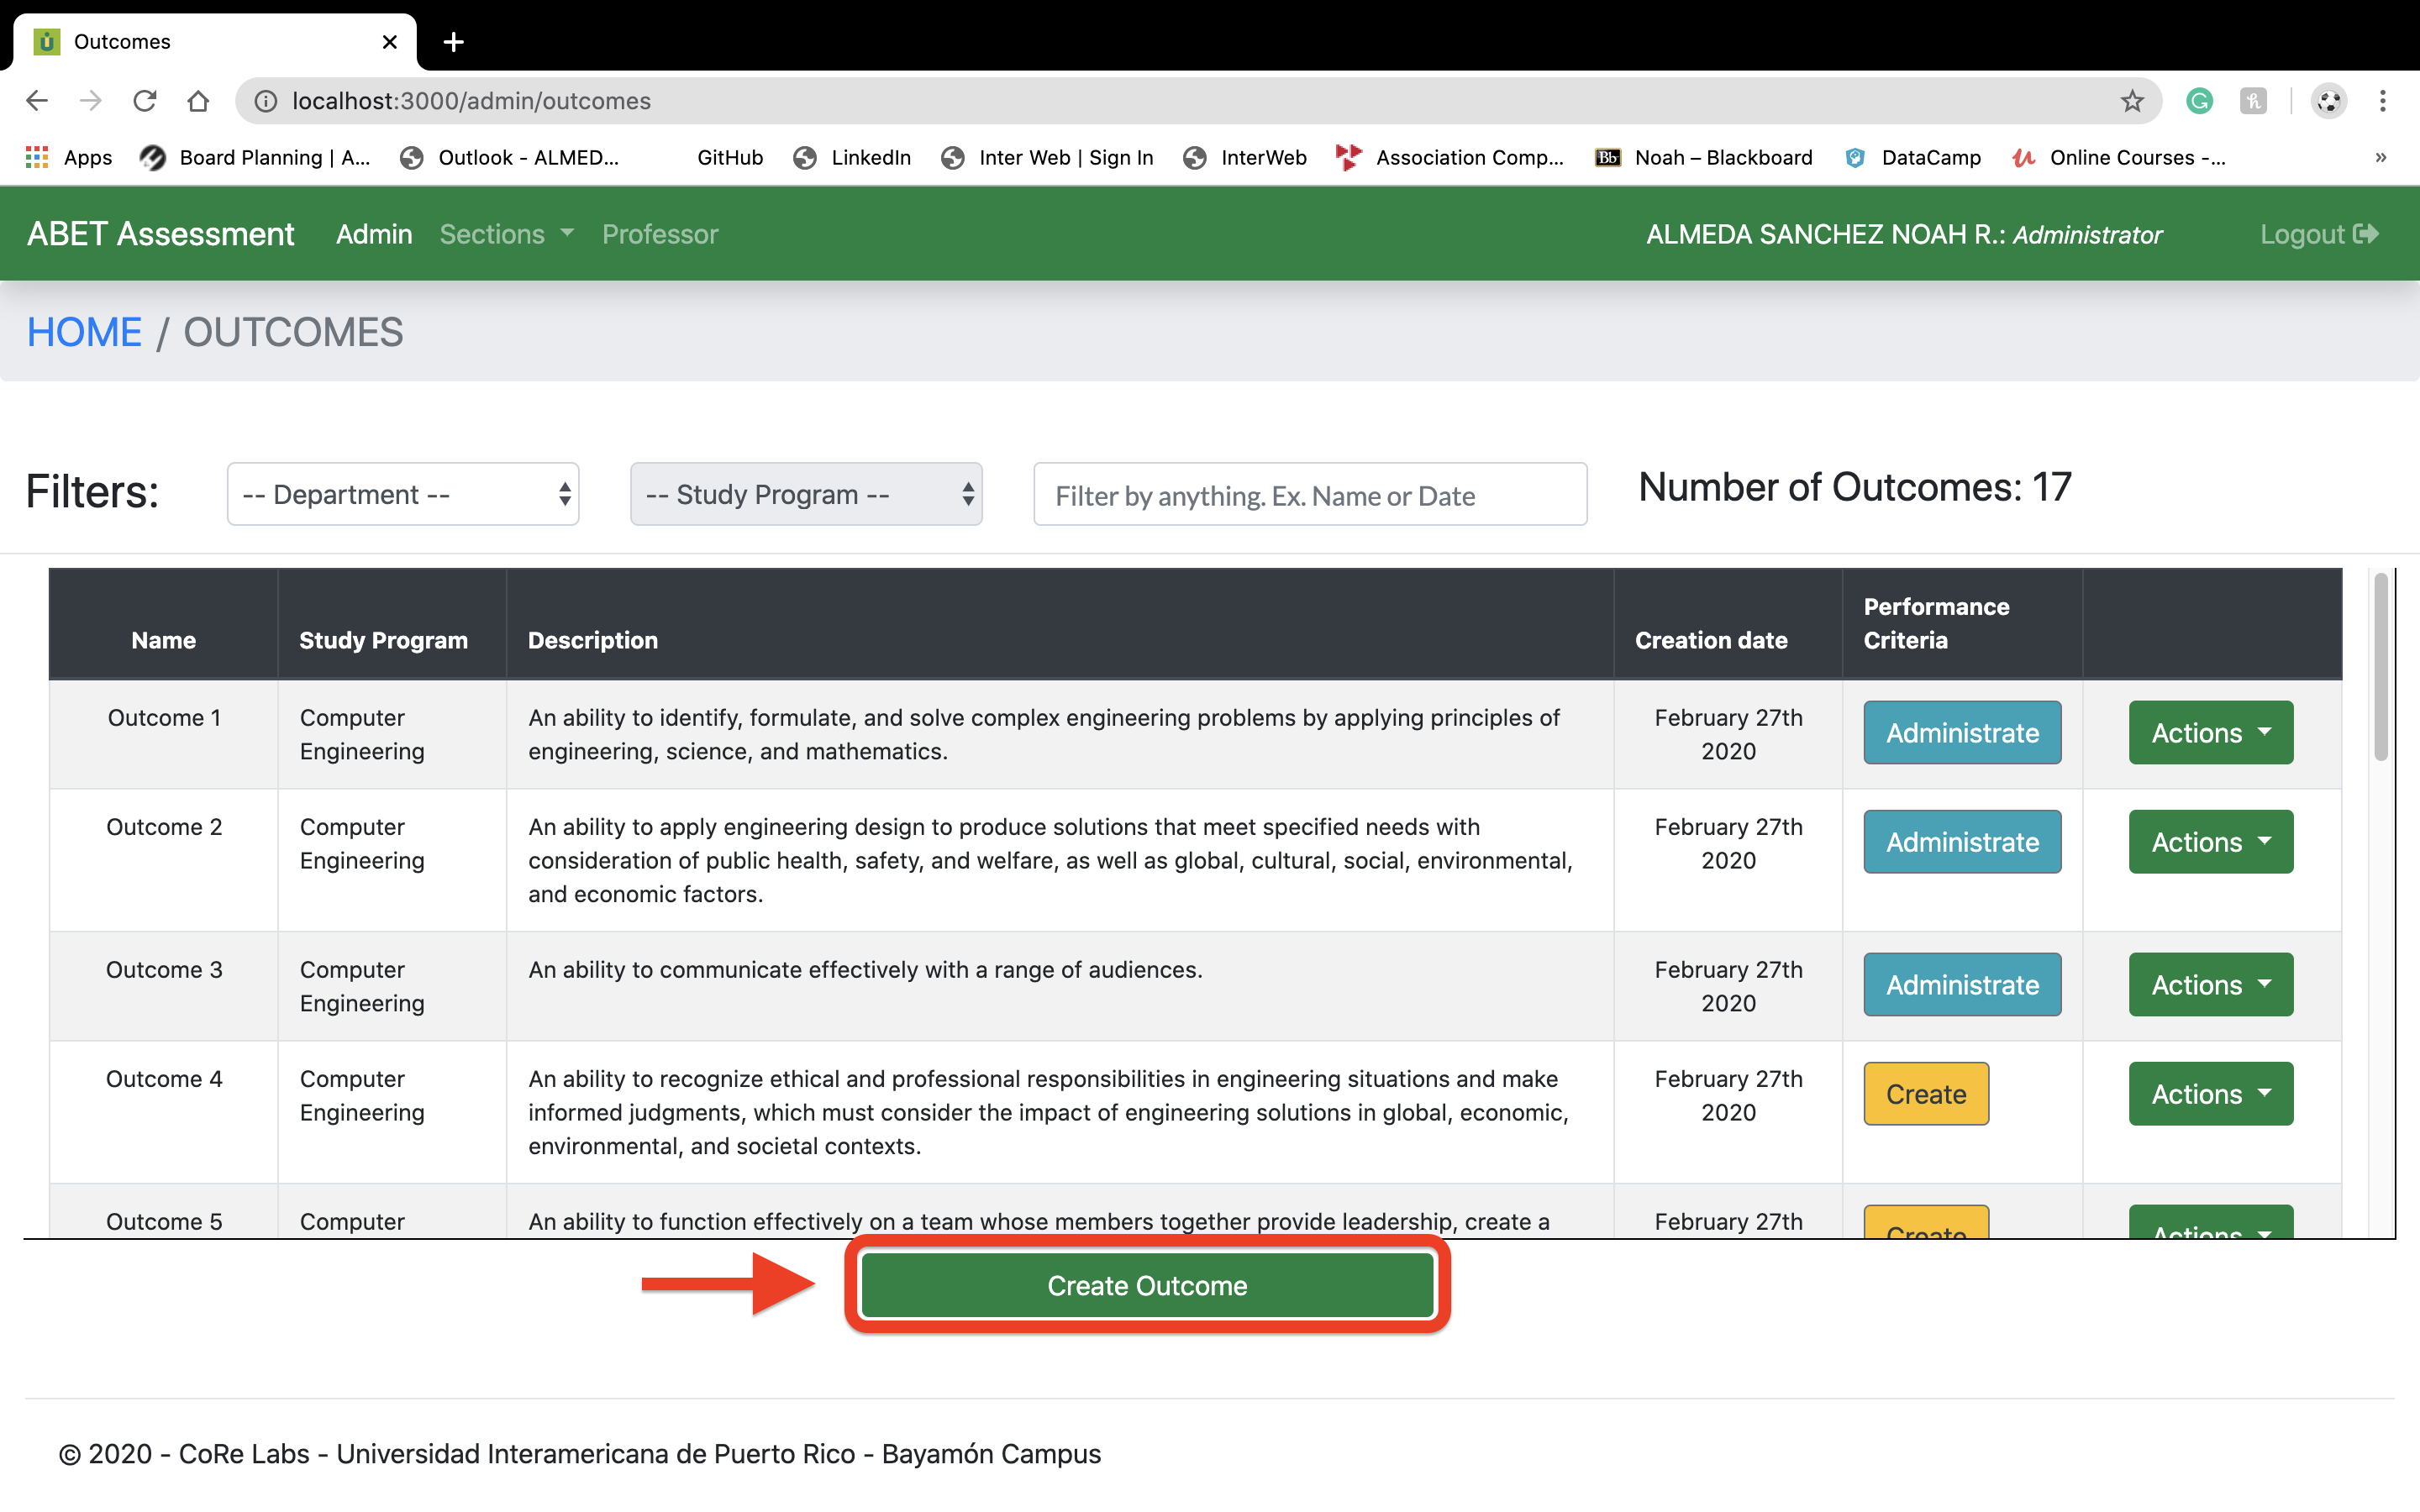 Outcomes
localhost:3000/admin/outcomes
Apps Board Planning | A... Outlook - ALMED... GitHub LinkedIn Inter Web | Sign In InterWeb Association Comp... Bb Noah – Blackboard DataCamp Online Courses -... »
ABET Assessment Admin Sections Professor ALMEDA SANCHEZ NOAH R.: Administrator Logout
HOME / OUTCOMES
Filters: -- Department -- -- Study Program -- Filter by anything. Ex. Name or Date Number of Outcomes: 17
Name Study Program Description Creation date Performance
Criteria
Outcome 1 Computer An ability to identify, formulate, and solve complex engineering problems by applying principles of February 27th Administrate Actions
Engineering engineering, science, and mathematics. 2020
Outcome 2 Computer An ability to apply engineering design to produce solutions that meet specified needs with February 27th Administrate Actions
Engineering consideration of public health, safety, and welfare, as well as global, cultural, social, environmental, 2020
and economic factors.
Outcome 3 Computer An ability to communicate effectively with a range of audiences. February 27th Administrate Actions
Engineering 2020
Outcome 4 Computer An ability to recognize ethical and professional responsibilities in engineering situations and make February 27th Create Actions
Engineering informed judgments, which must consider the impact of engineering solutions in global, economic, 2020
environmental, and societal contexts.
Outcome 5 Computer An ability to function effectively on a team whose members together provide leadership, create a February 27th Create Actions
Create Outcome
© 2020 - CoRe Labs - Universidad Interamericana de Puerto Rico - Bayamón Campus